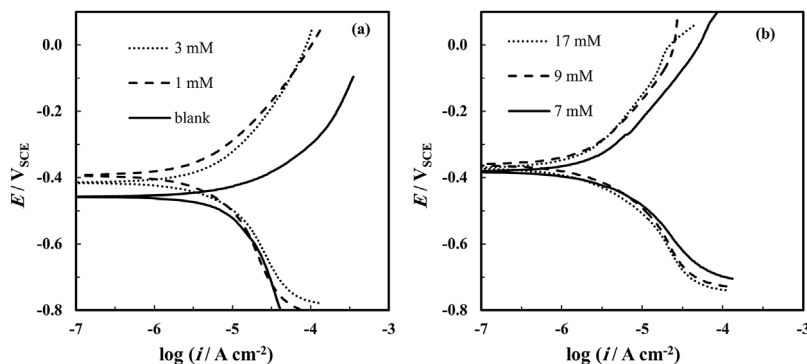 (a)
3 mM
1 mM
blank
0.0
-0.2
-0.4
-0.6
-0.8
E / V_SCE
-7
-6
-5
-4
-3
log (i / A cm⁻²)
(b)
17 mM
9 mM
7 mM
0.0
-0.2
-0.4
-0.6
-0.8
E / V_SCE
-7
-6
-5
-4
-3
log (i / A cm⁻²)